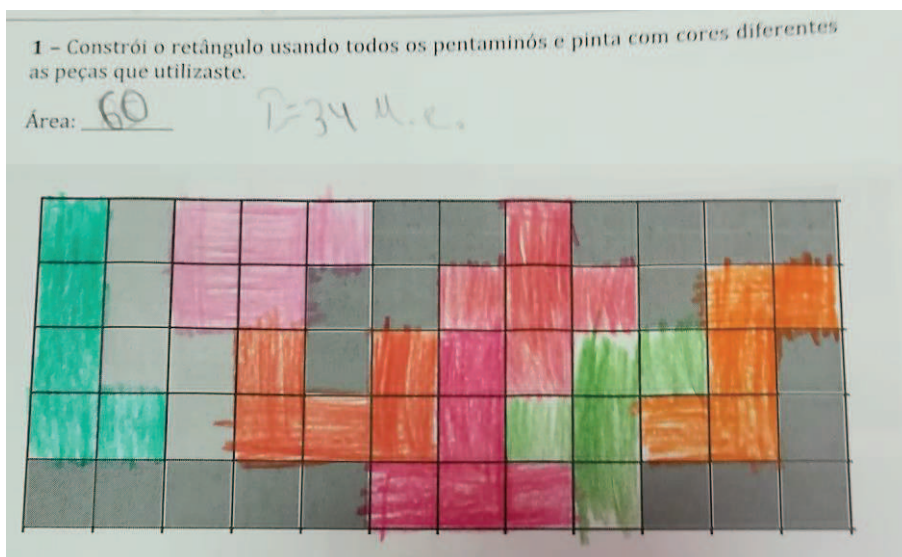 1 – Constrói o retângulo usando todos os pentaminós e pinta com cores diferentes
as peças que utilizaste.
Área: 60 P=34 u.c.